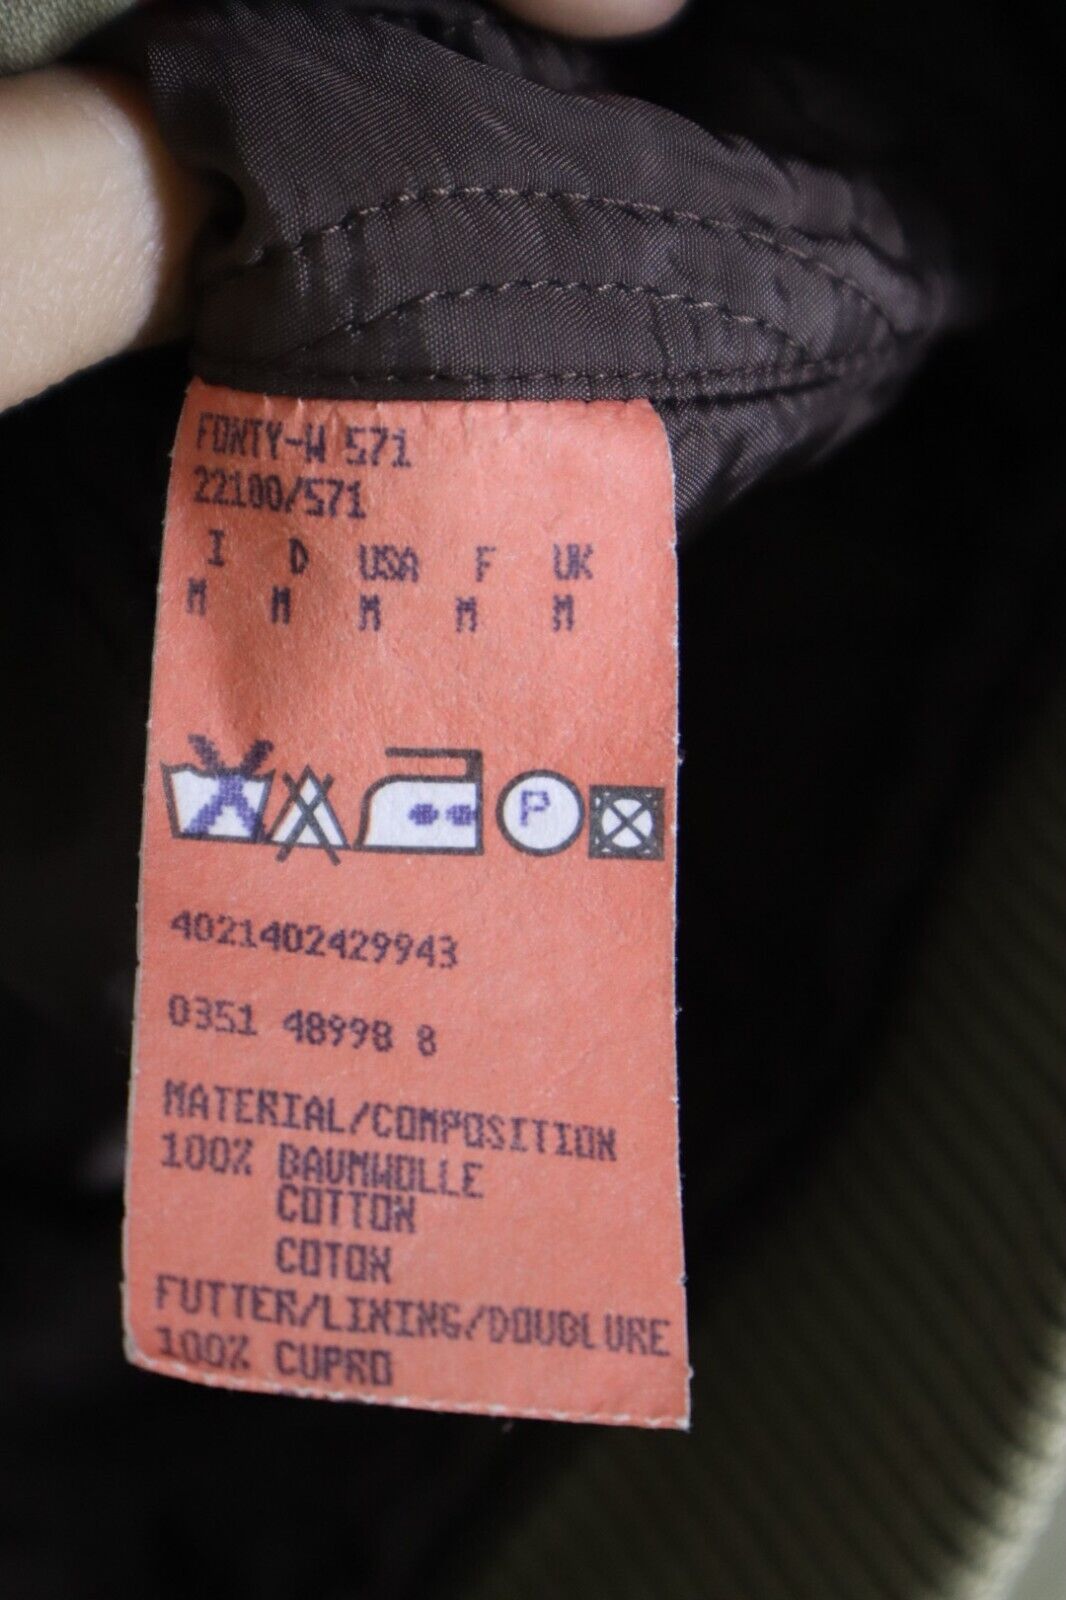 FONTY-W 571
22100/571
I D USA F UK
M M M M M
P
4021402429943
0351 48998 8
MATERIAL/COMPOSITION
100% BAUMWOLLE
COTTON
COTON
FUTTER/LINING/DOUBLURE
100% CUPRO